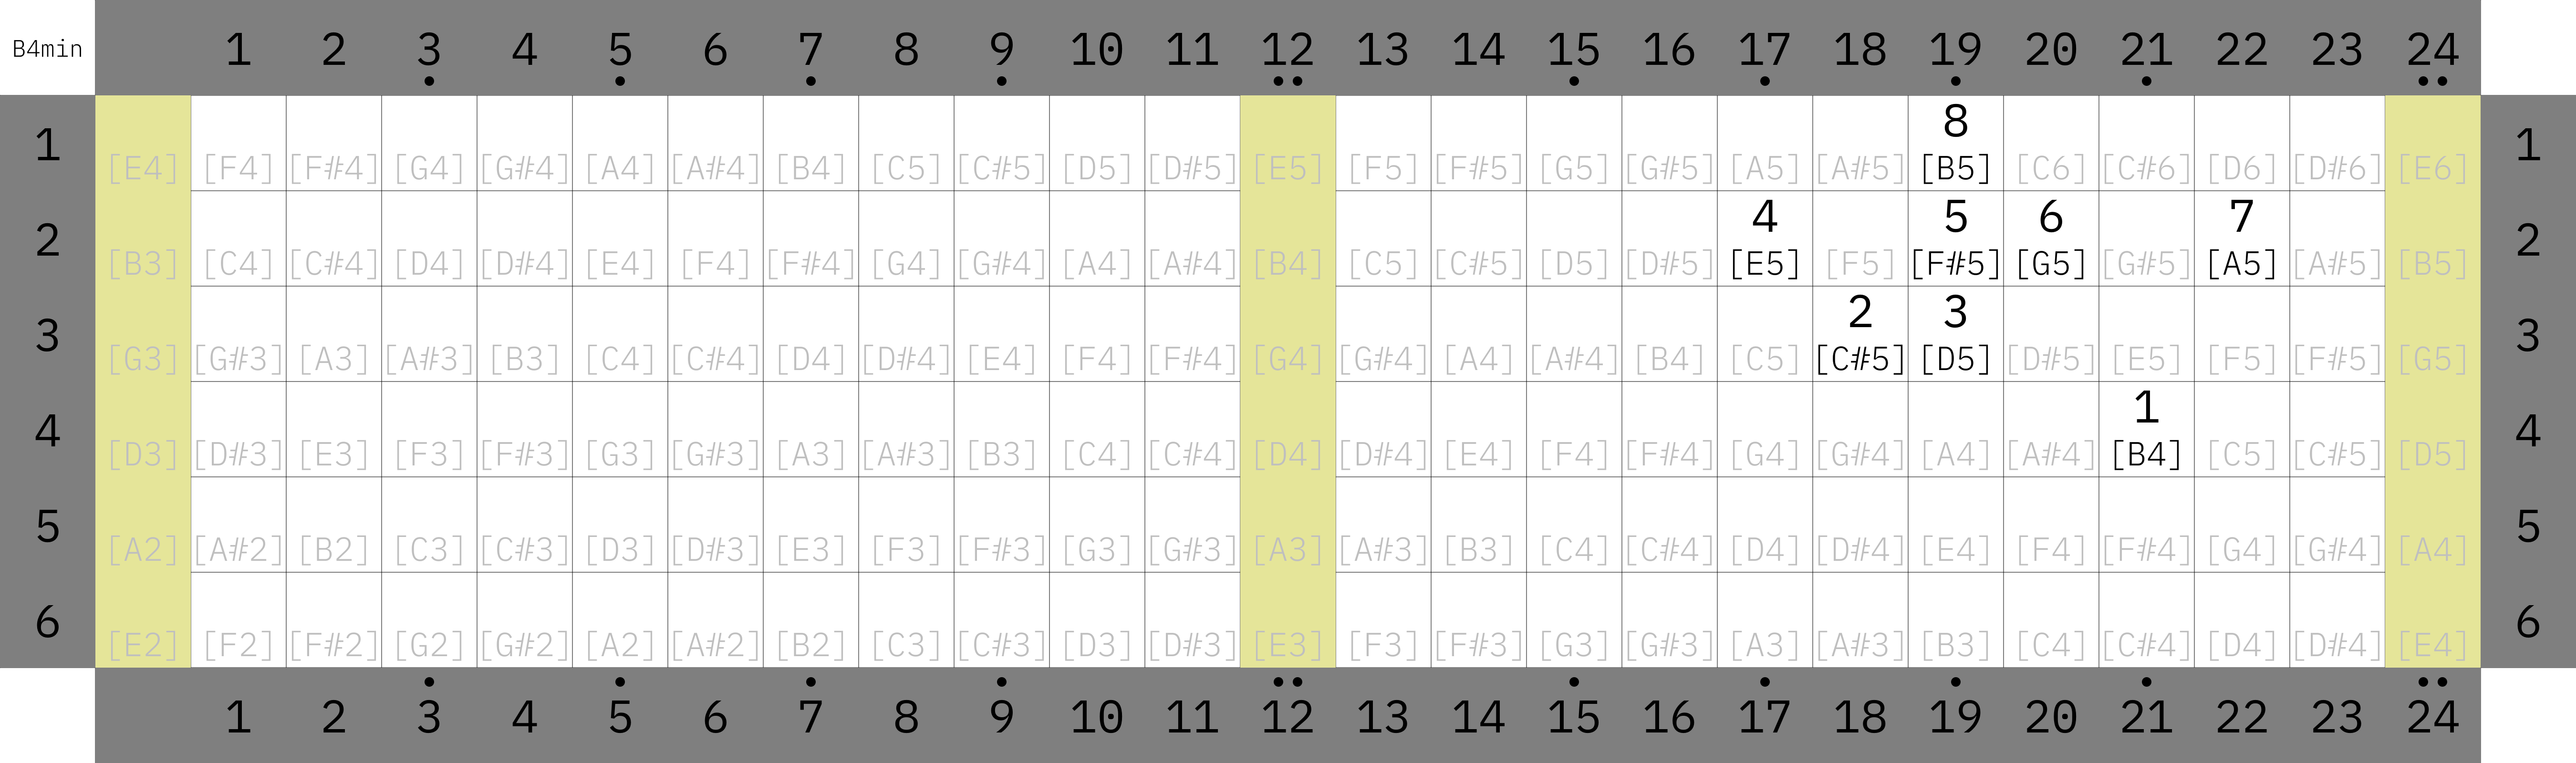 B4min 1 2 3 4 5 6 7 8 9 10 11 12 13 14 15 16 17 18 19 20 21 22 23 24
8
1 [E4] [F4] [F#4] [G4] [G#4] [A4] [A#4] [B4] [C5] [C#5] [D5] [D#5] [E5] [F5] [F#5] [G5] [G#5] [A5] [A#5] [B5] [C6] [C#6] [D6] [D#6] [E6] 1
4 5 6 7
2 [B3] [C4] [C#4] [D4] [D#4] [E4] [F4] [F#4] [G4] [G#4] [A4] [A#4] [B4] [C5] [C#5] [D5] [D#5] [E5] [F5] [F#5] [G5] [G#5] [A5] [A#5] [B5] 2
2 3
3 [G3] [G#3] [A3] [A#3] [B3] [C4] [C#4] [D4] [D#4] [E4] [F4] [F#4] [G4] [G#4] [A4] [A#4] [B4] [C5] [C#5] [D5] [D#5] [E5] [F5] [F#5] [G5] 3
1
4 [D3] [D#3] [E3] [F3] [F#3] [G3] [G#3] [A3] [A#3] [B3] [C4] [C#4] [D4] [D#4] [E4] [F4] [F#4] [G4] [G#4] [A4] [A#4] [B4] [C5] [C#5] [D5] 4
5 [A2] [A#2] [B2] [C3] [C#3] [D3] [D#3] [E3] [F3] [F#3] [G3] [G#3] [A3] [A#3] [B3] [C4] [C#4] [D4] [D#4] [E4] [F4] [F#4] [G4] [G#4] [A4] 5
6 [E2] [F2] [F#2] [G2] [G#2] [A2] [A#2] [B2] [C3] [C#3] [D3] [D#3] [E3] [F3] [F#3] [G3] [G#3] [A3] [A#3] [B3] [C4] [C#4] [D4] [D#4] [E4] 6
1 2 3 4 5 6 7 8 9 10 11 12 13 14 15 16 17 18 19 20 21 22 23 24